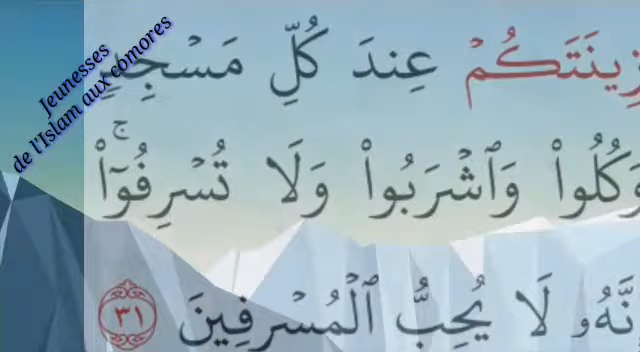 Jeunesses
de l'Islam aux comores
زِينَتَكُمْ عِندَ كُلِّ مَسْجِدٍ
وَكُلُوا۟ وَٱشْرَبُوا۟ وَلَا تُسْرِفُوٓا۟ ۚ
إِنَّهُۥ لَا يُحِبُّ ٱلْمُسْرِفِينَ ٣١